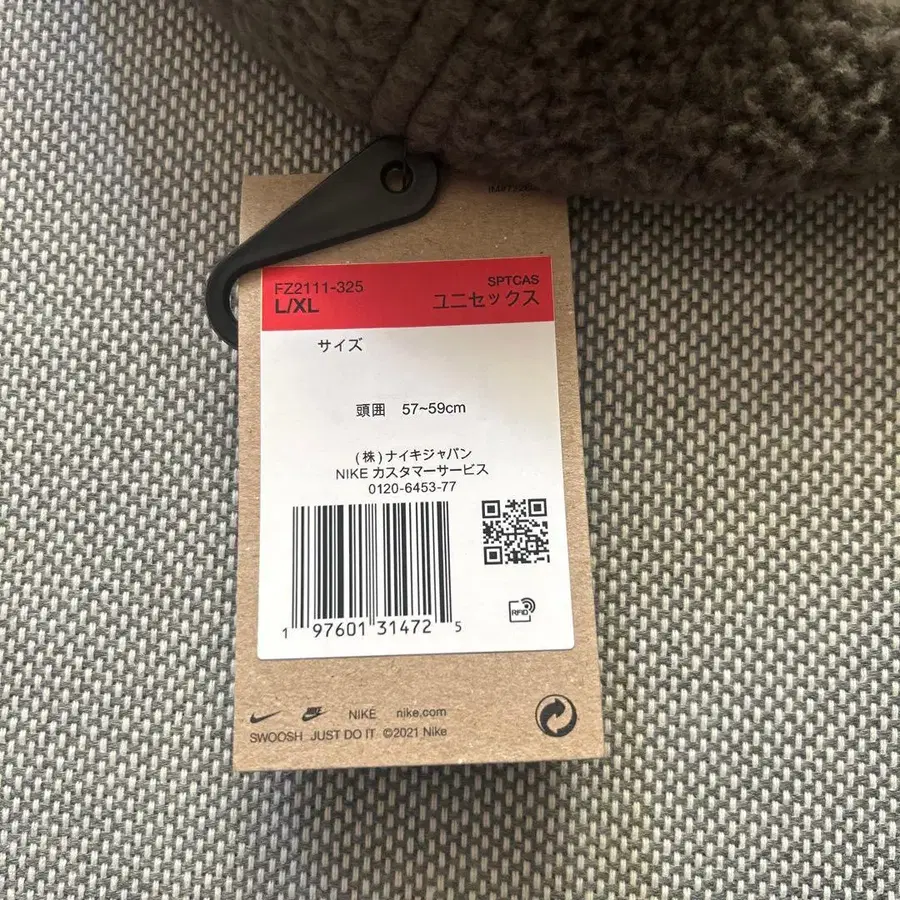 FZ2111-325
L/XL
SPTCAS
ユニセックス
サイズ
頭囲 57~59cm
(株)ナイキジャパン
NIKE カスタマーサービス
0120-6453-77
1 97601 31472 5
RFID
NIKE nike.com
SWOOSH JUST DO IT ©2021 Nike